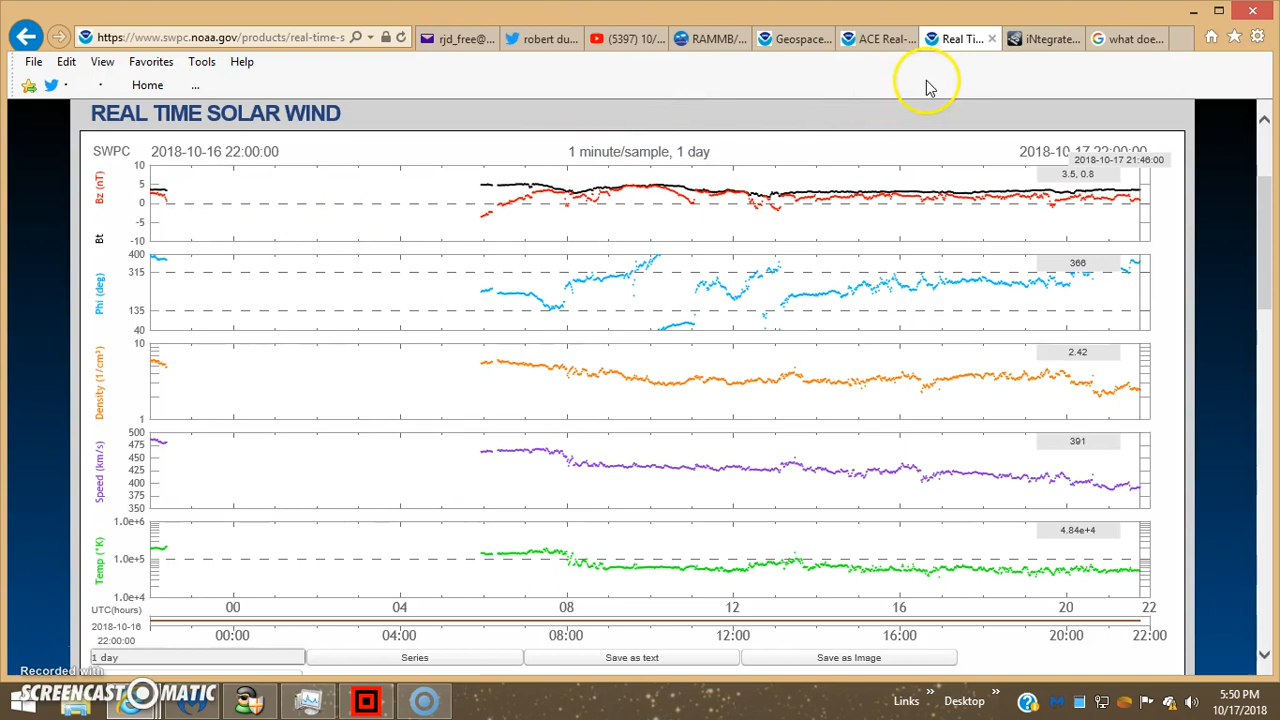 https://www.swpc.noaa.gov/products/real-time-s
rjd_free@...
robert du...
(5397) 10/...
RAMMB/...
Geospace...
ACE Real-...
Real Ti...
iNtegrate...
what doe...
File Edit View Favorites Tools Help
Home ...
REAL TIME SOLAR WIND
SWPC 2018-10-16 22:00:00 1 minute/sample, 1 day 2018-10-17 22:00:00
2018-10-17 21:46:00
3.5, 0.8
Bt Bz (nT)
10
5
0
-5
-10
366
Phi (deg)
400
315
135
40
2.42
Density (1/cm³)
10
1
391
Speed (km/s)
500
475
450
425
400
375
350
4.84e+4
Temp (°K)
1.0e+6
1.0e+5
1.0e+4
UTC(hours) 00 04 08 12 16 20 22
2018-10-16
22:00:00
00:00 04:00 08:00 12:00 16:00 20:00 22:00
1 day Series Save as text Save as Image
Recorded with
SCREENCAST MATIC
Links » Desktop »
5:50 PM
10/17/2018